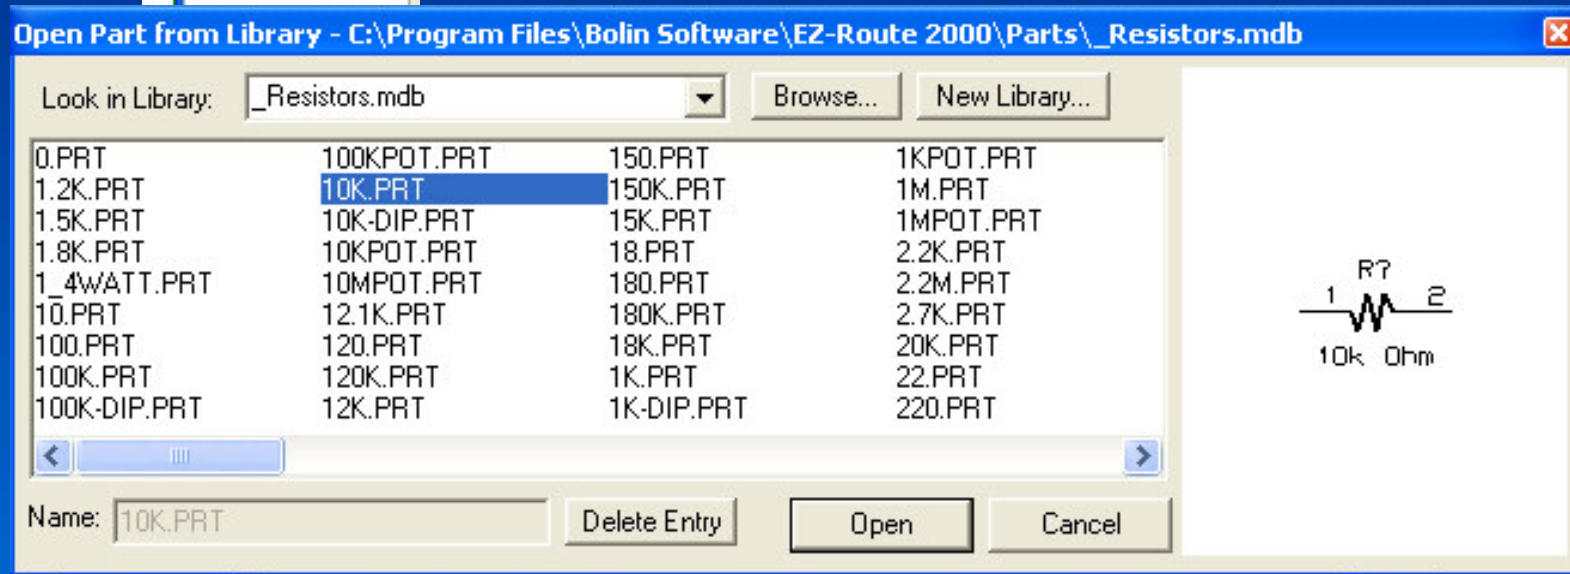 Open Part from Library - C:\Program Files\Bolin Software\EZ-Route 2000\Parts\_Resistors.mdb
Look in Library: _Resistors.mdb Browse... New Library...
0.PRT 100KPOT.PRT 150.PRT 1KPOT.PRT
1.2K.PRT 10K.PRT 150K.PRT 1M.PRT
1.5K.PRT 10K-DIP.PRT 15K.PRT 1MPOT.PRT
1.8K.PRT 10KPOT.PRT 18.PRT 2.2K.PRT
1_4WATT.PRT 10MPOT.PRT 180.PRT 2.2M.PRT
10.PRT 12.1K.PRT 180K.PRT 2.7K.PRT
100.PRT 120.PRT 18K.PRT 20K.PRT
100K.PRT 120K.PRT 1K.PRT 22.PRT
100K-DIP.PRT 12K.PRT 1K-DIP.PRT 220.PRT
R?
1 2
10k Ohm
Name: 10K.PRT Delete Entry Open Cancel